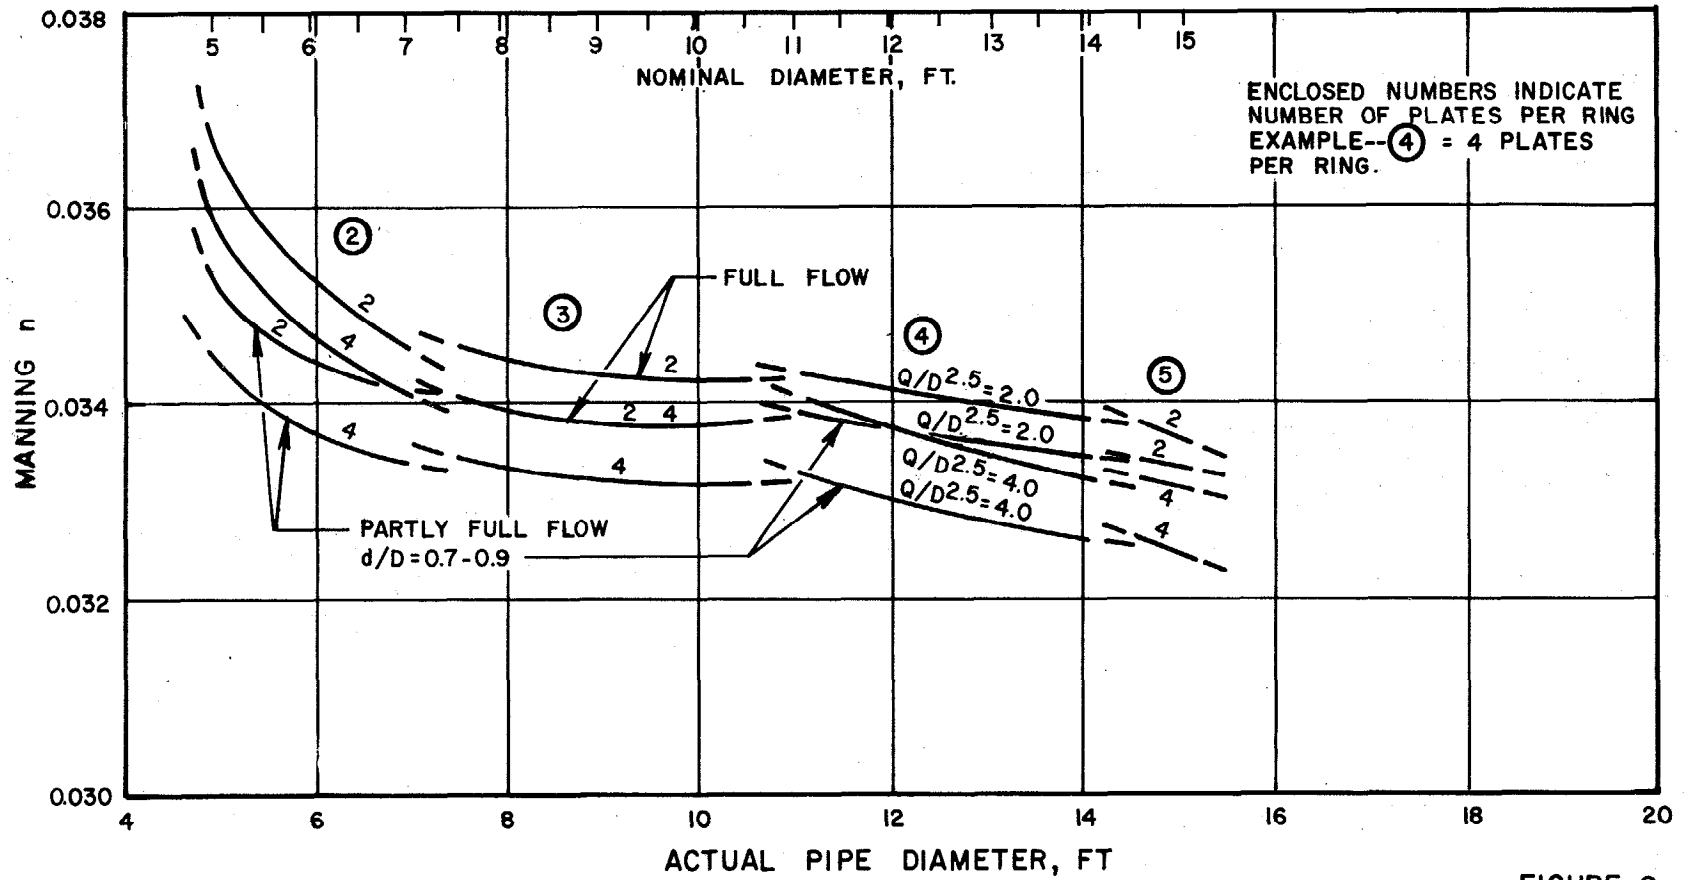 0.038
5 6 7 8 9 10 11 12 13 14 15
NOMINAL DIAMETER, FT.
ENCLOSED NUMBERS INDICATE
NUMBER OF PLATES PER RING
EXAMPLE--4 = 4 PLATES
PER RING.
0.036
2
FULL FLOW
2
3
4
4
2
5
2
Q/D2.5=2.0
0.034
2 4
2
Q/D2.5=2.0
2
4
4
Q/D2.5=4.0
4
Q/D2.5=4.0
4
MANNING n
PARTLY FULL FLOW
d/D=0.7-0.9
0.032
0.030
4 6 8 10 12 14 16 18 20
ACTUAL PIPE DIAMETER, FT
FIGURE